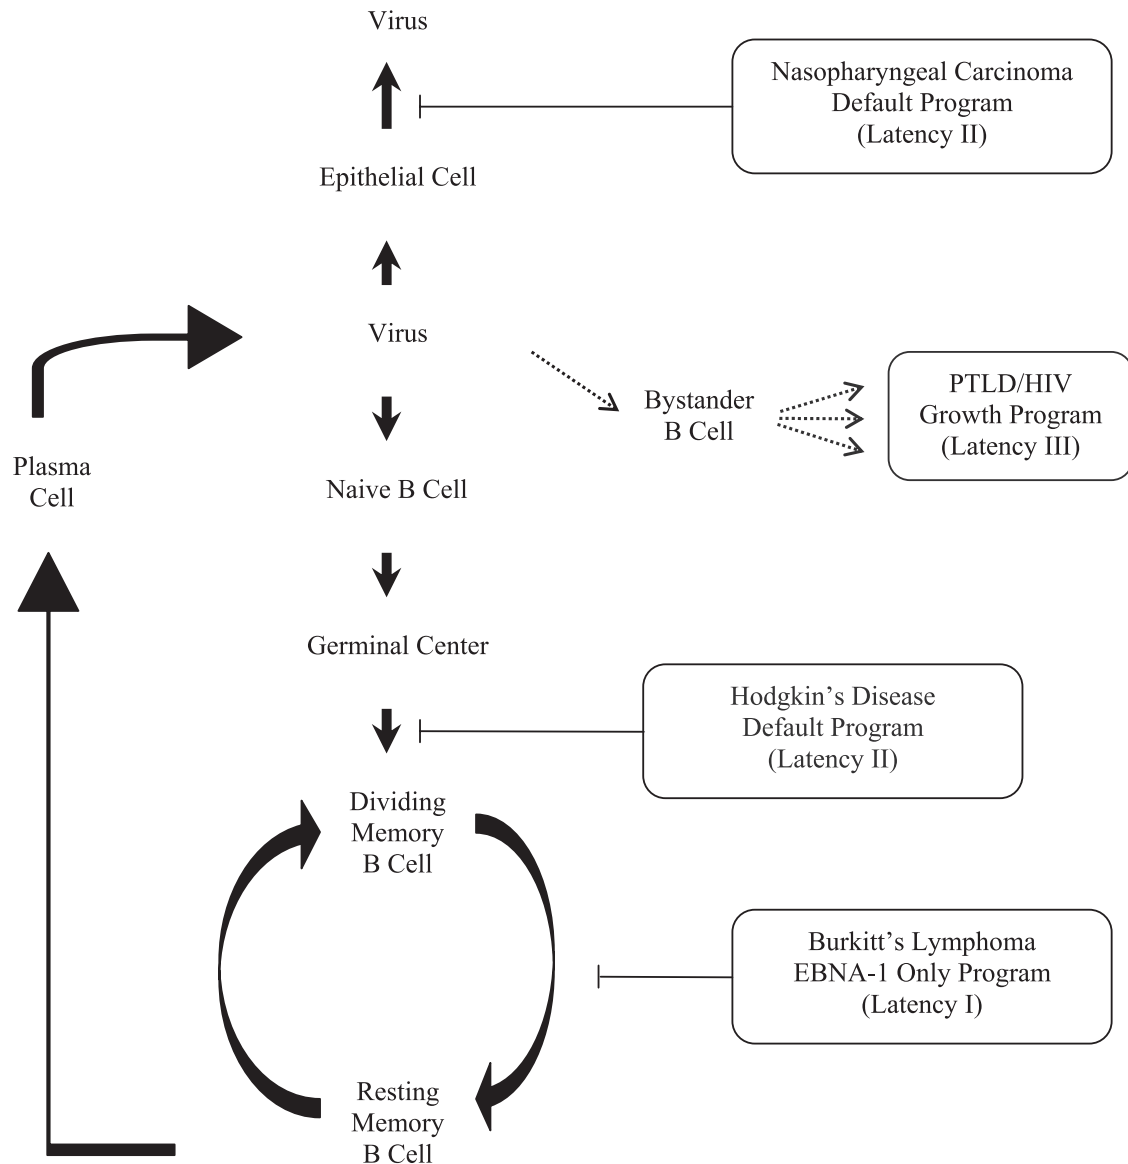 Virus
Nasopharyngeal Carcinoma
Default Program
(Latency II)
Epithelial Cell
Virus
Bystander
B Cell
PTLD/HIV
Growth Program
(Latency III)
Plasma
Cell
Naive B Cell
Germinal Center
Hodgkin’s Disease
Default Program
(Latency II)
Dividing
Memory
B Cell
Burkitt’s Lymphoma
EBNA-1 Only Program
(Latency I)
Resting
Memory
B Cell